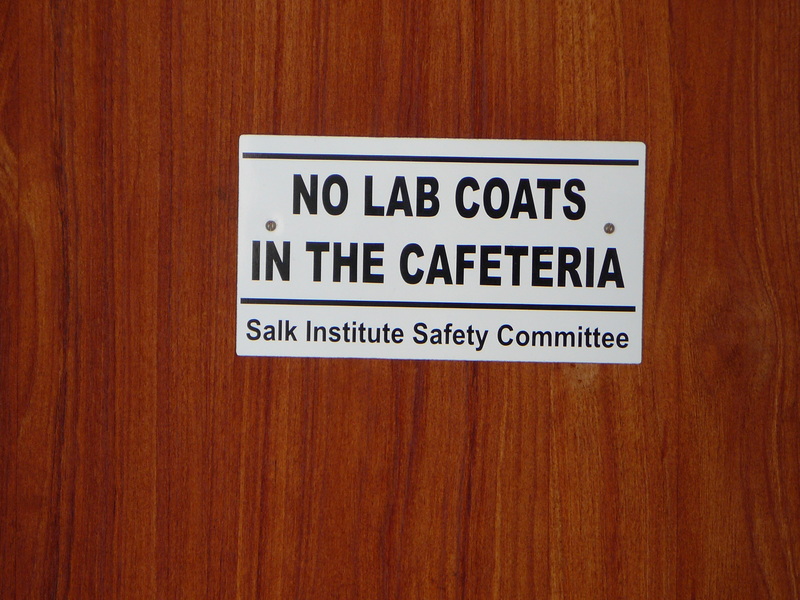 NO LAB COATS
IN THE CAFETERIA
Salk Institute Safety Committee